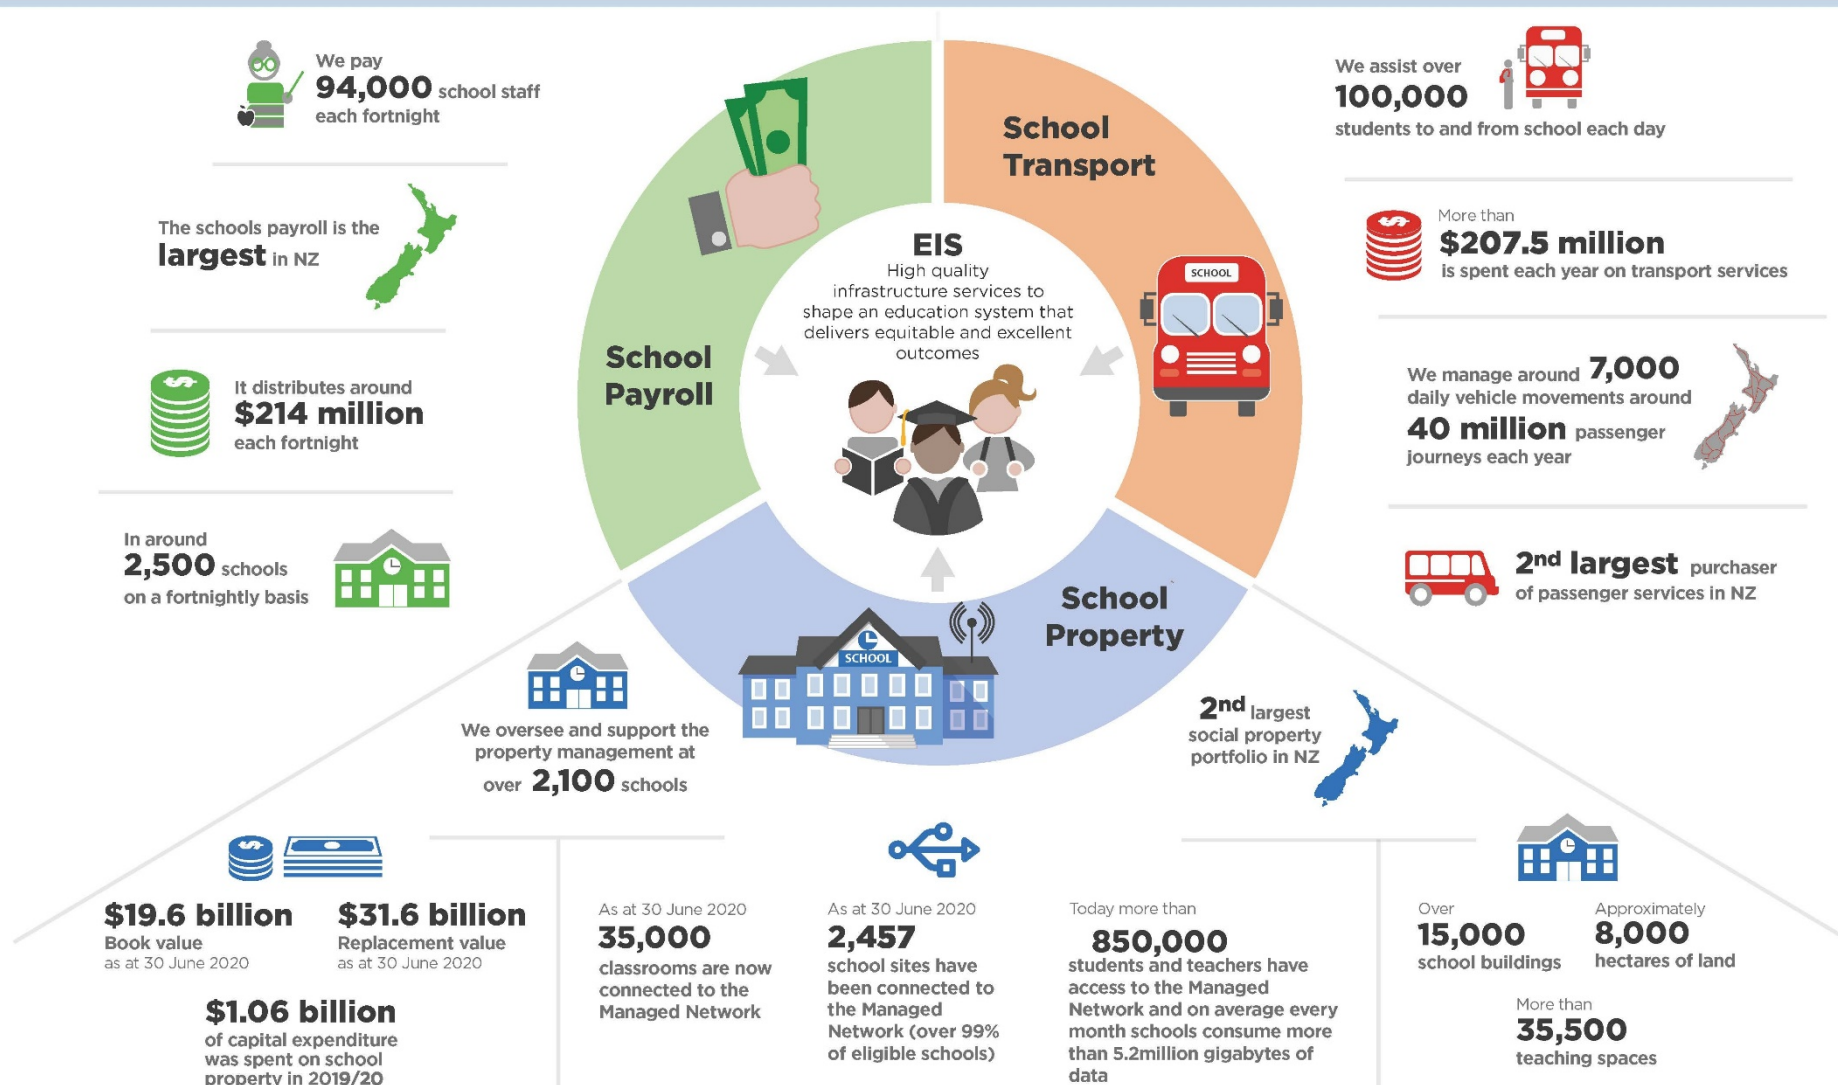 We pay
94,000 school staff
each fortnight
The schools payroll is the
largest in NZ
It distributes around
$214 million
each fortnight
In around
2,500 schools
on a fortnightly basis
School
Payroll
School
Transport
SCHOOL
EIS
High quality
infrastructure services to
shape an education system that
delivers equitable and excellent
outcomes
We assist over
100,000
students to and from school each day
More than
$207.5 million
is spent each year on transport services
We manage around 7,000
daily vehicle movements around
40 million passenger
journeys each year
2nd largest purchaser
of passenger services in NZ
School
Property
SCHOOL
We oversee and support the
property management at
over 2,100 schools
2nd largest
social property
portfolio in NZ
$19.6 billion
Book value
as at 30 June 2020
$31.6 billion
Replacement value
as at 30 June 2020
$1.06 billion
of capital expenditure
was spent on school
property in 2019/20
As at 30 June 2020
35,000
classrooms are now
connected to the
Managed Network
As at 30 June 2020
2,457
school sites have
been connected to
the Managed
Network (over 99%
of eligible schools)
Today more than
850,000
students and teachers have
access to the Managed
Network and on average every
month schools consume more
than 5.2million gigabytes of
data
Over
15,000
school buildings
Approximately
8,000
hectares of land
More than
35,500
teaching spaces